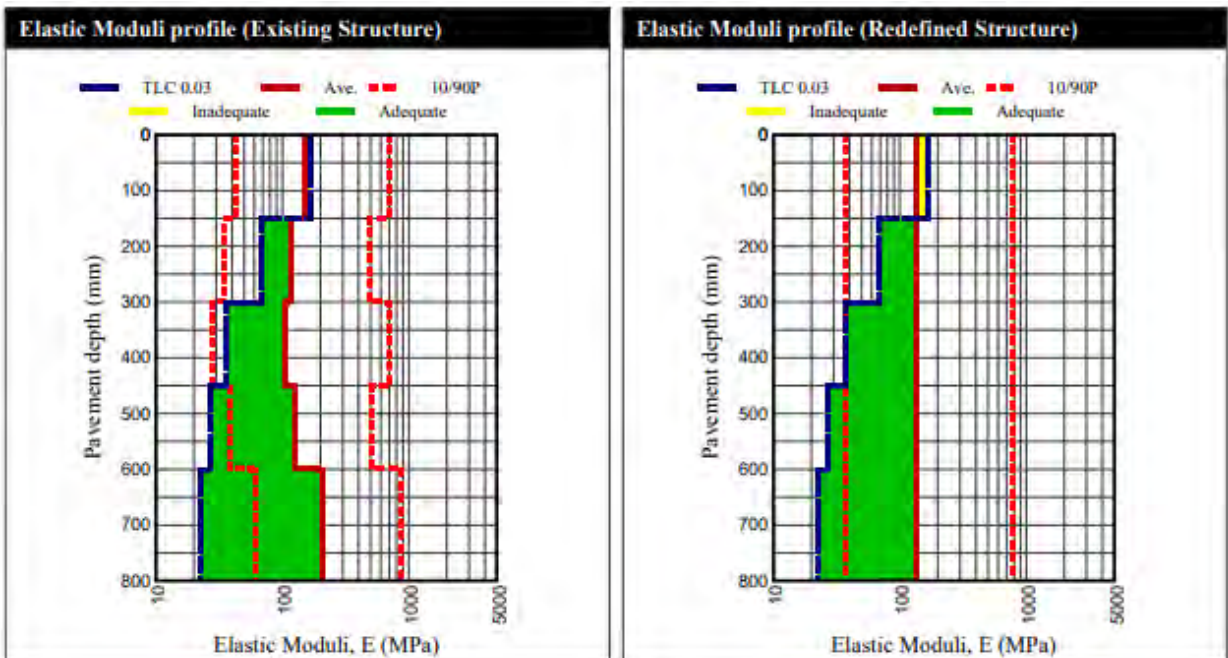 Elastic Moduli profile (Existing Structure)
TLC 0.03 Ave. 10/90P
Inadequate Adequate
0
100
200
300
400
500
600
700
800
Pavement depth (mm)
10 100 1000 5000
Elastic Moduli, E (MPa)
Elastic Moduli profile (Redefined Structure)
TLC 0.03 Ave. 10/90P
Inadequate Adequate
0
100
200
300
400
500
600
700
800
Pavement depth (mm)
10 100 1000 5000
Elastic Moduli, E (MPa)